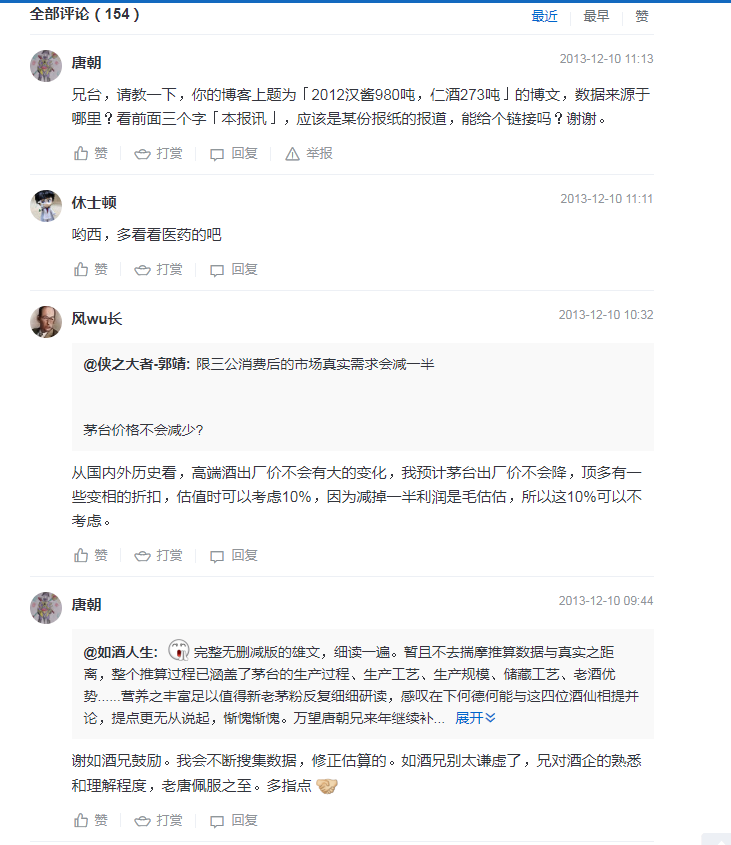 全部评论（154）
最近 最早 赞
唐朝 2013-12-10 11:13
兄台，请教一下，你的博客上题为「2012汉酱980吨，仁酒273吨」的博文，数据来源于
哪里？看前面三个字「本报讯」，应该是某份报纸的报道，能给个链接吗？谢谢。
赞 打赏 回复 举报
休士顿 2013-12-10 11:11
哟西，多看看医药的吧
赞 打赏 回复
风wu长 2013-12-10 10:32
@侠之大者-郭靖: 限三公消费后的市场真实需求会减一半
茅台价格不会减少？
从国内外历史看，高端酒出厂价不会有大的变化，我预计茅台出厂价不会降，顶多有一
些变相的折扣，估值时可以考虑10%，因为减掉一半利润是毛估估，所以这10%可以不
考虑。
赞 打赏 回复
唐朝 2013-12-10 09:44
@如酒人生: 完整无删减版的雄文，细读一遍。暂且不去揣摩推算数据与真实之距
离，整个推算过程已涵盖了茅台的生产过程、生产工艺、生产规模、储藏工艺、老酒优
势......营养之丰富足以值得新老茅粉反复细细研读，感叹在下何德何能与这四位酒仙相提并
论，提点更无从说起，惭愧惭愧。万望唐朝兄来年继续补... 展开
谢如酒兄鼓励。我会不断搜集数据，修正估算的。如酒兄别太谦虚了，兄对酒企的熟悉
和理解程度，老唐佩服之至。多指点
赞 打赏 回复